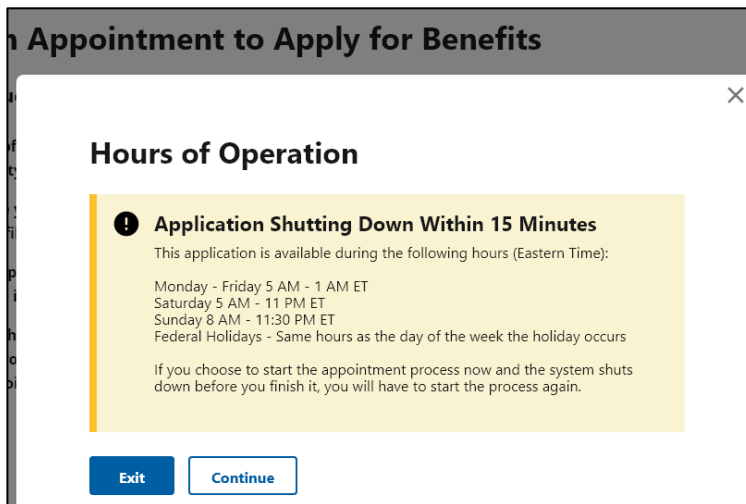 Appointment to Apply for Benefits
Hours of Operation
Application Shutting Down Within 15 Minutes
This application is available during the following hours (Eastern Time):
Monday - Friday 5 AM - 1 AM ET
Saturday 5 AM - 11 PM ET
Sunday 8 AM - 11:30 PM ET
Federal Holidays - Same hours as the day of the week the holiday occurs
If you choose to start the appointment process now and the system shuts
down before you finish it, you will have to start the process again.
Exit
Continue